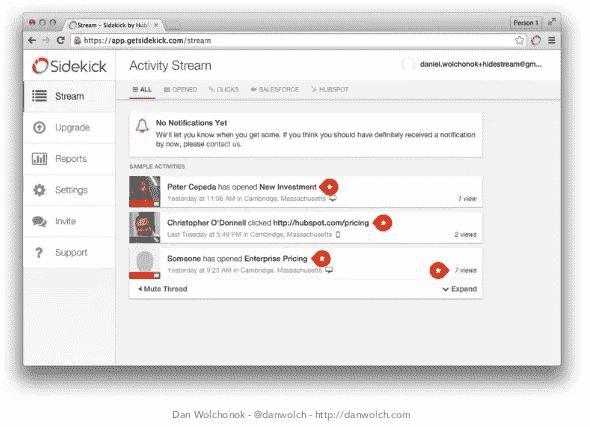 Stream - Sidekick by Hub
Person 1
https://app.getsidekick.com/stream
Sidekick
Activity Stream
daniel.wolchonok+hidestream@gm...
Stream
Upgrade
Reports
Settings
Invite
Support
ALL OPENED CLICKS SALESFORCE HUBSPOT
No Notifications Yet
We'll let you know when you get some. If you think you should have definitely received a notification
by now, please contact us.
SAMPLE ACTIVITIES
Peter Cepeda has opened New Investment
Yesterday at 11:06 AM in Cambridge, Massachusetts
1 view
Christopher O'Donnell clicked http://hubspot.com/pricing
Last Tuesday at 5:49 PM in Cambridge, Massachusetts
2 views
Someone has opened Enterprise Pricing
Yesterday at 9:23 AM in Cambridge, Massachusetts
7 views
Mute Thread
Expand
Dan Wolchonok - @danwolch - http://danwolch.com